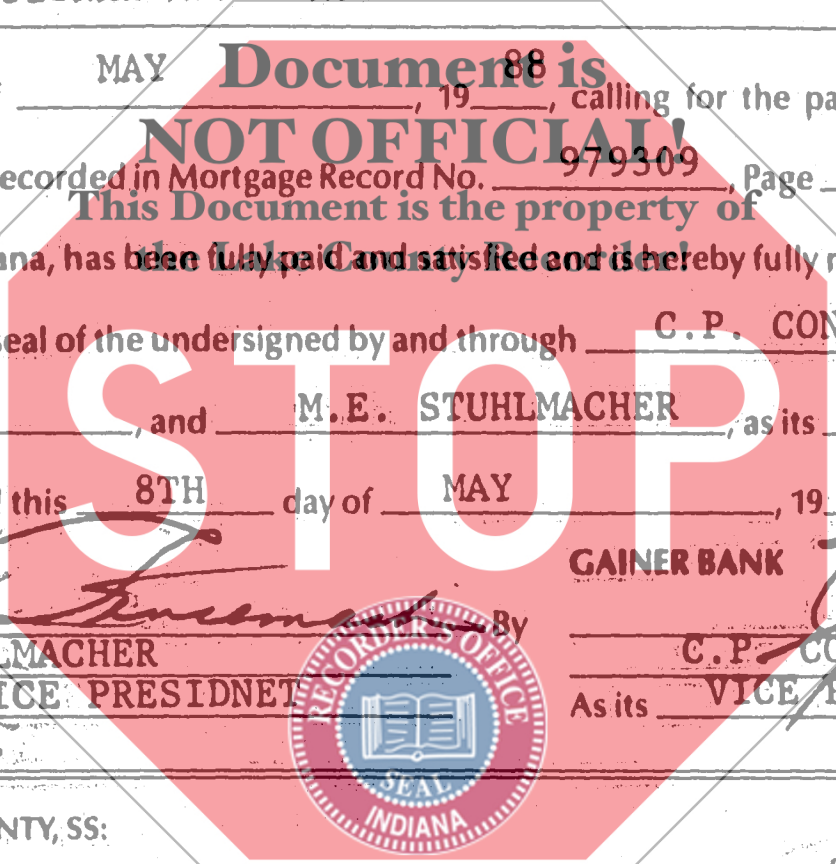 MAY 88
Document is
, 19 , calling for the pa
NOT OFFICIAL!
ecorded in Mortgage Record No. 979309 , Page
This Document is the property of
ana, has been fully paid and satisfied and is hereby fully r
the Lake County Recorder!
seal of the undersigned by and through C.P. CON
STOP
, and M.E. STUHLMACHER , as its
this 8TH day of MAY , 19
GAINER BANK
By
LMACHER C.P. CO
ICE PRESIDNET As its VICE
RECORDER'S OFFICE
SEAL
INDIANA
NTY, SS: